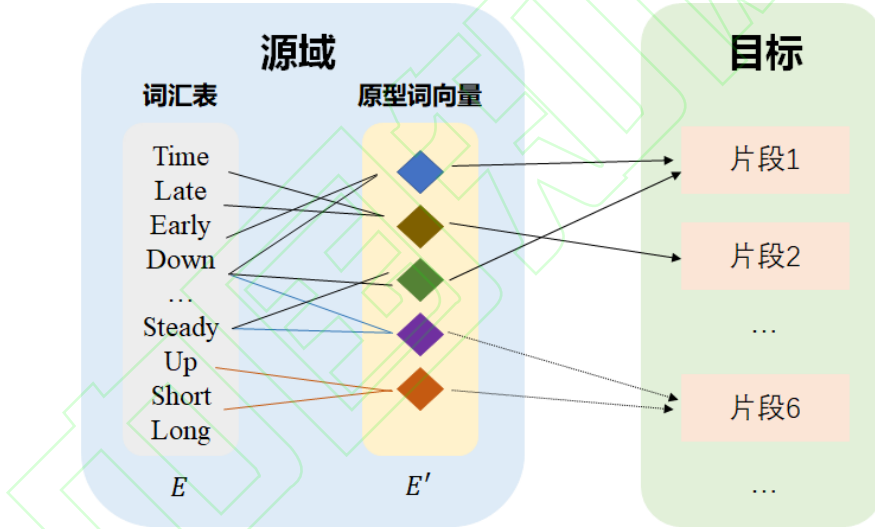 源域
目标
词汇表
原型词向量
Time
Late
Early
Down
…
Steady
Up
Short
Long
E
E′
片段1
片段2
…
片段6
…